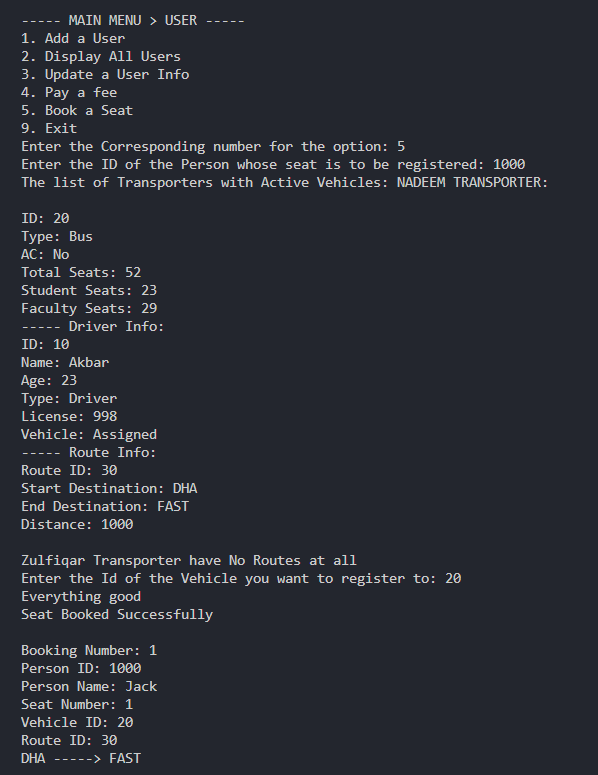 ----- MAIN MENU > USER -----
1. Add a User
2. Display All Users
3. Update a User Info
4. Pay a fee
5. Book a Seat
9. Exit
Enter the Corresponding number for the option: 5
Enter the ID of the Person whose seat is to be registered: 1000
The list of Transporters with Active Vehicles: NADEEM TRANSPORTER:

ID: 20
Type: Bus
AC: No
Total Seats: 52
Student Seats: 23
Faculty Seats: 29
----- Driver Info:
ID: 10
Name: Akbar
Age: 23
Type: Driver
License: 998
Vehicle: Assigned
----- Route Info:
Route ID: 30
Start Destination: DHA
End Destination: FAST
Distance: 1000

Zulfiqar Transporter have No Routes at all
Enter the Id of the Vehicle you want to register to: 20
Everything good
Seat Booked Successfully

Booking Number: 1
Person ID: 1000
Person Name: Jack
Seat Number: 1
Vehicle ID: 20
Route ID: 30
DHA -----> FAST